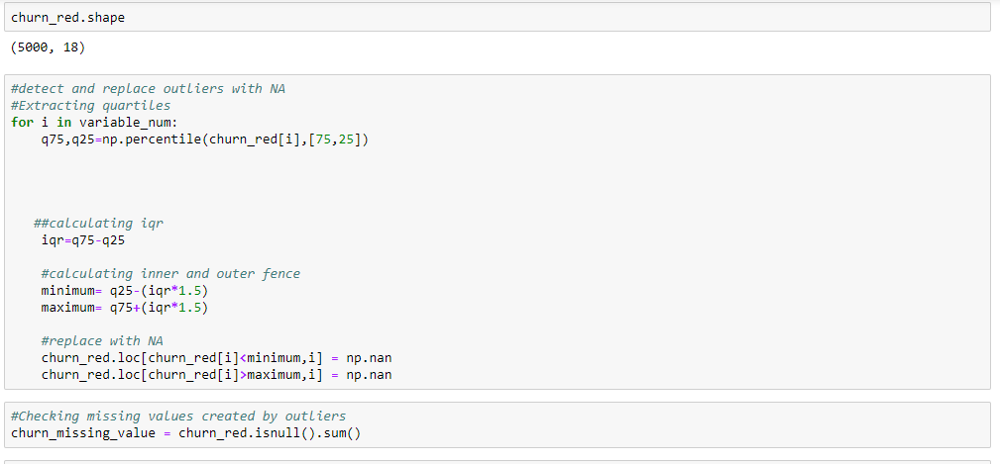 churn_red.shape
(5000, 18)
#detect and replace outliers with NA
#Extracting quartiles
for i in variable_num:
    q75,q25=np.percentile(churn_red[i],[75,25])
   ##calculating iqr
    iqr=q75-q25
    #calculating inner and outer fence
    minimum= q25-(iqr*1.5)
    maximum= q75+(iqr*1.5)
    #replace with NA
    churn_red.loc[churn_red[i]<minimum,i] = np.nan
    churn_red.loc[churn_red[i]>maximum,i] = np.nan
#Checking missing values created by outliers
churn_missing_value = churn_red.isnull().sum()